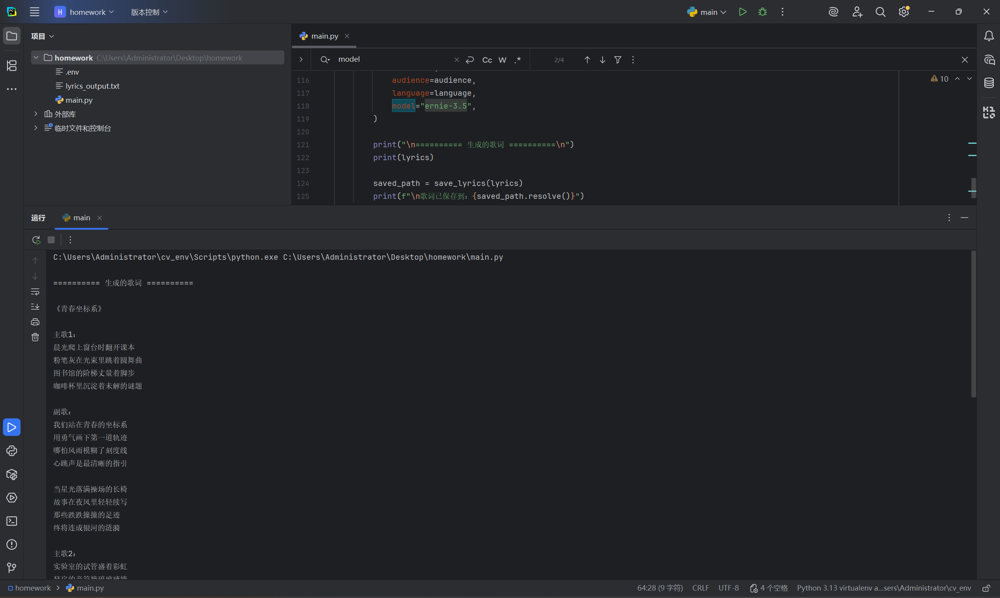 PC
H homework 版本控制 main
项目
homework C:\Users\Administrator\Desktop\homework
.env
lyrics_output.txt
main.py
外部库
临时文件和控制台
main.py
model Cc W .* 2/4
10
116 audience=audience,
117 language=language,
118 model="ernie-3.5",
119 )
120
121 print("\n========== 生成的歌词 ==========\n")
122 print(lyrics)
123
124 saved_path = save_lyrics(lyrics)
125 print(f"\n歌词已保存到：{saved_path.resolve()}")
运行 main
C:\Users\Administrator\cv_env\Scripts\python.exe C:\Users\Administrator\Desktop\homework\main.py
========== 生成的歌词 ==========
《青春坐标系》
主歌1：
晨光爬上窗台时翻开课本
粉笔灰在光束里跳着圆舞曲
图书馆的阶梯丈量着脚步
咖啡杯里沉淀着未解的谜题
副歌：
我们站在青春的坐标系
用勇气画下第一道轨迹
哪怕风雨模糊了刻度线
心跳声是最清晰的指引
当星光落满操场的长椅
故事在夜风里轻轻续写
那些跌跌撞撞的足迹
终将连成银河的涟漪
主歌2：
实验室的试管盛着彩虹
homework > main.py 64:28 (9 字符) CRLF UTF-8 4 个空格 Python 3.13 virtualenv a...sers\Administrator\cv_env